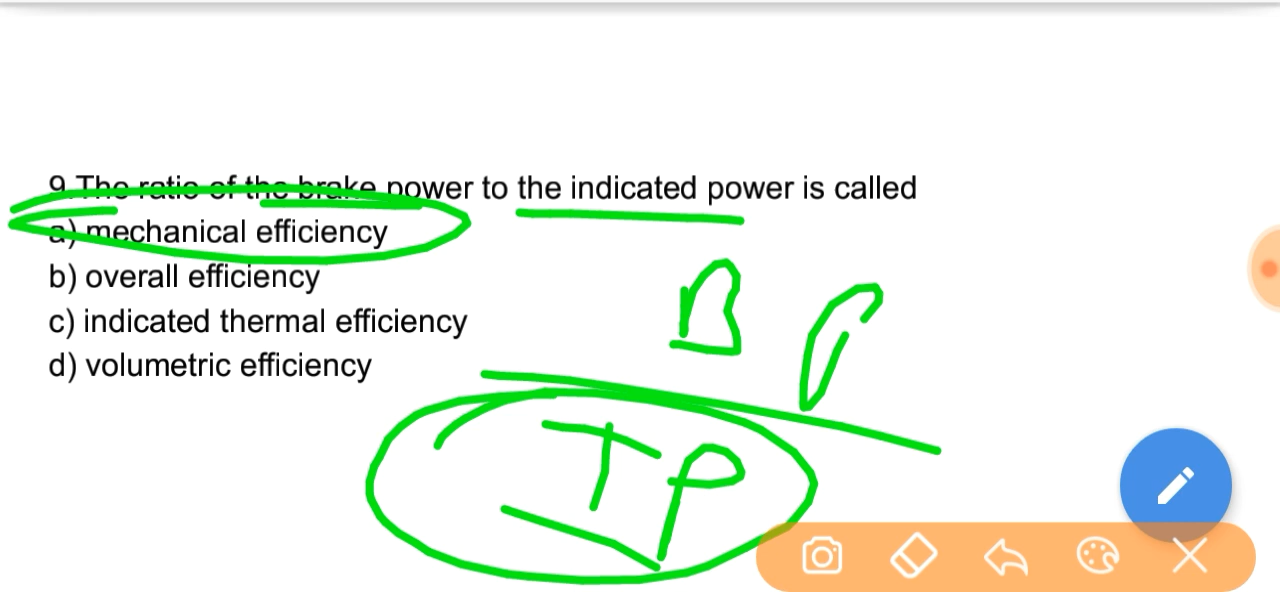 9.The ratio of the brake power to the indicated power is called
a) mechanical efficiency
b) overall efficiency
c) indicated thermal efficiency
d) volumetric efficiency
B P
IP